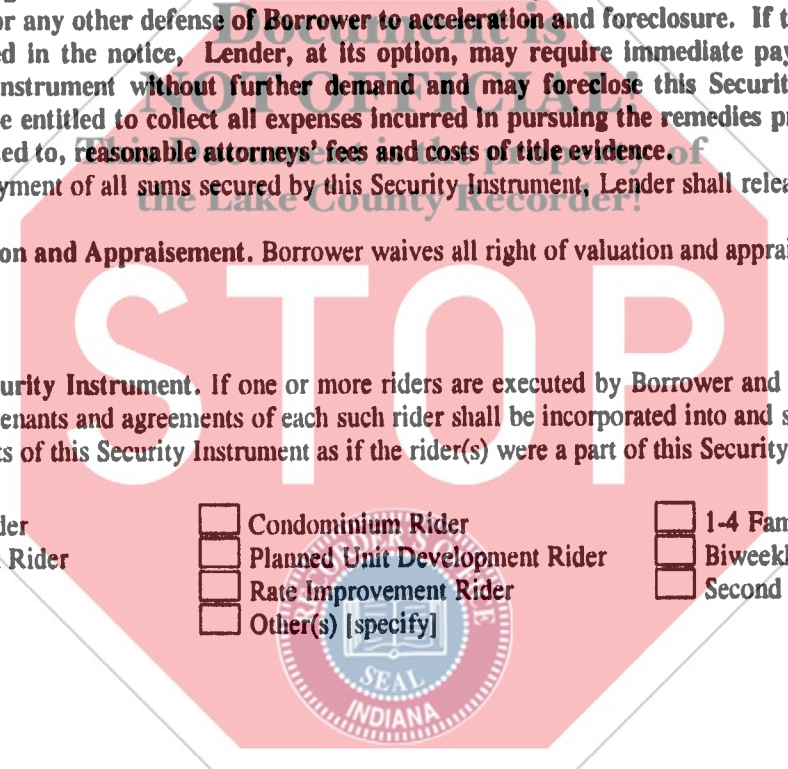 or any other defense of Borrower to acceleration and foreclosure. If t
Document is
ed in the notice, Lender, at its option, may require immediate pay
nstrument without further demand and may foreclose this Securit
NOT OFFICIAL!
e entitled to collect all expenses incurred in pursuing the remedies p
ed to, reasonable attorneys' fees and costs of title evidence.
This Document is the property of
yment of all sums secured by this Security Instrument, Lender shall relea
the Lake County Recorder!
on and Appraisement. Borrower waives all right of valuation and apprai
STOP
urity Instrument. If one or more riders are executed by Borrower and
enants and agreements of each such rider shall be incorporated into and s
ts of this Security Instrument as if the rider(s) were a part of this Security
der
Condominium Rider
1-4 Fam
Rider
Planned Unit Development Rider
Biweekl
Rate Improvement Rider
Second
Other(s) [specify]
RECORDER'S OFFICE
SEAL
INDIANA